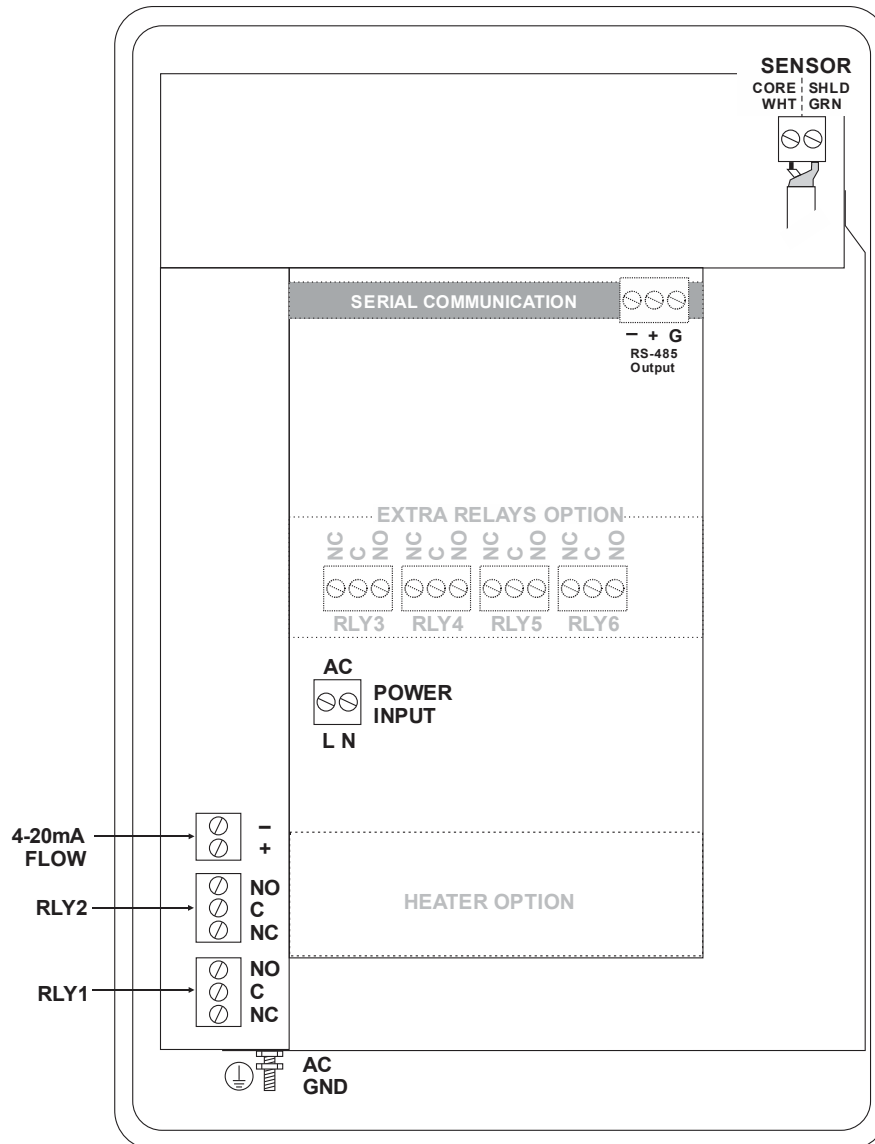 SENSOR
CORE SHLD
WHT GRN
SERIAL COMMUNICATION
– + G
RS-485
Output
EXTRA RELAYS OPTION
NC C NO NC C NO NC C NO NC C NO
RLY3 RLY4 RLY5 RLY6
AC
POWER
INPUT
L N
4-20mA
FLOW
–
+
RLY2
NO
C
NC
HEATER OPTION
RLY1
NO
C
NC
AC
GND